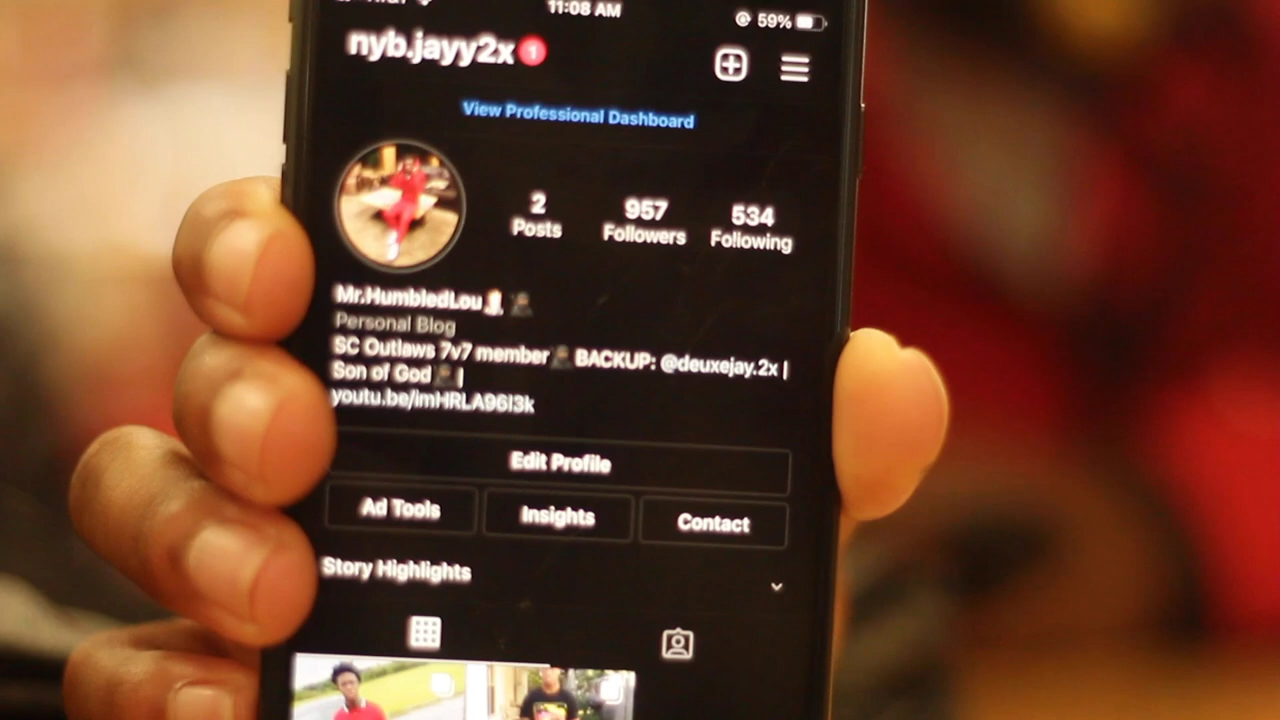 11:08 AM
59%
nyb.jayy2x 1
View Professional Dashboard
2 957 534
Posts Followers Following
Mr.HumbledLou
Personal Blog
SC Outlaws 7v7 member BACKUP: @deuxejay.2x |
Son of God |
youtu.be/imHRLA96I3k
Edit Profile
Ad Tools Insights Contact
Story Highlights